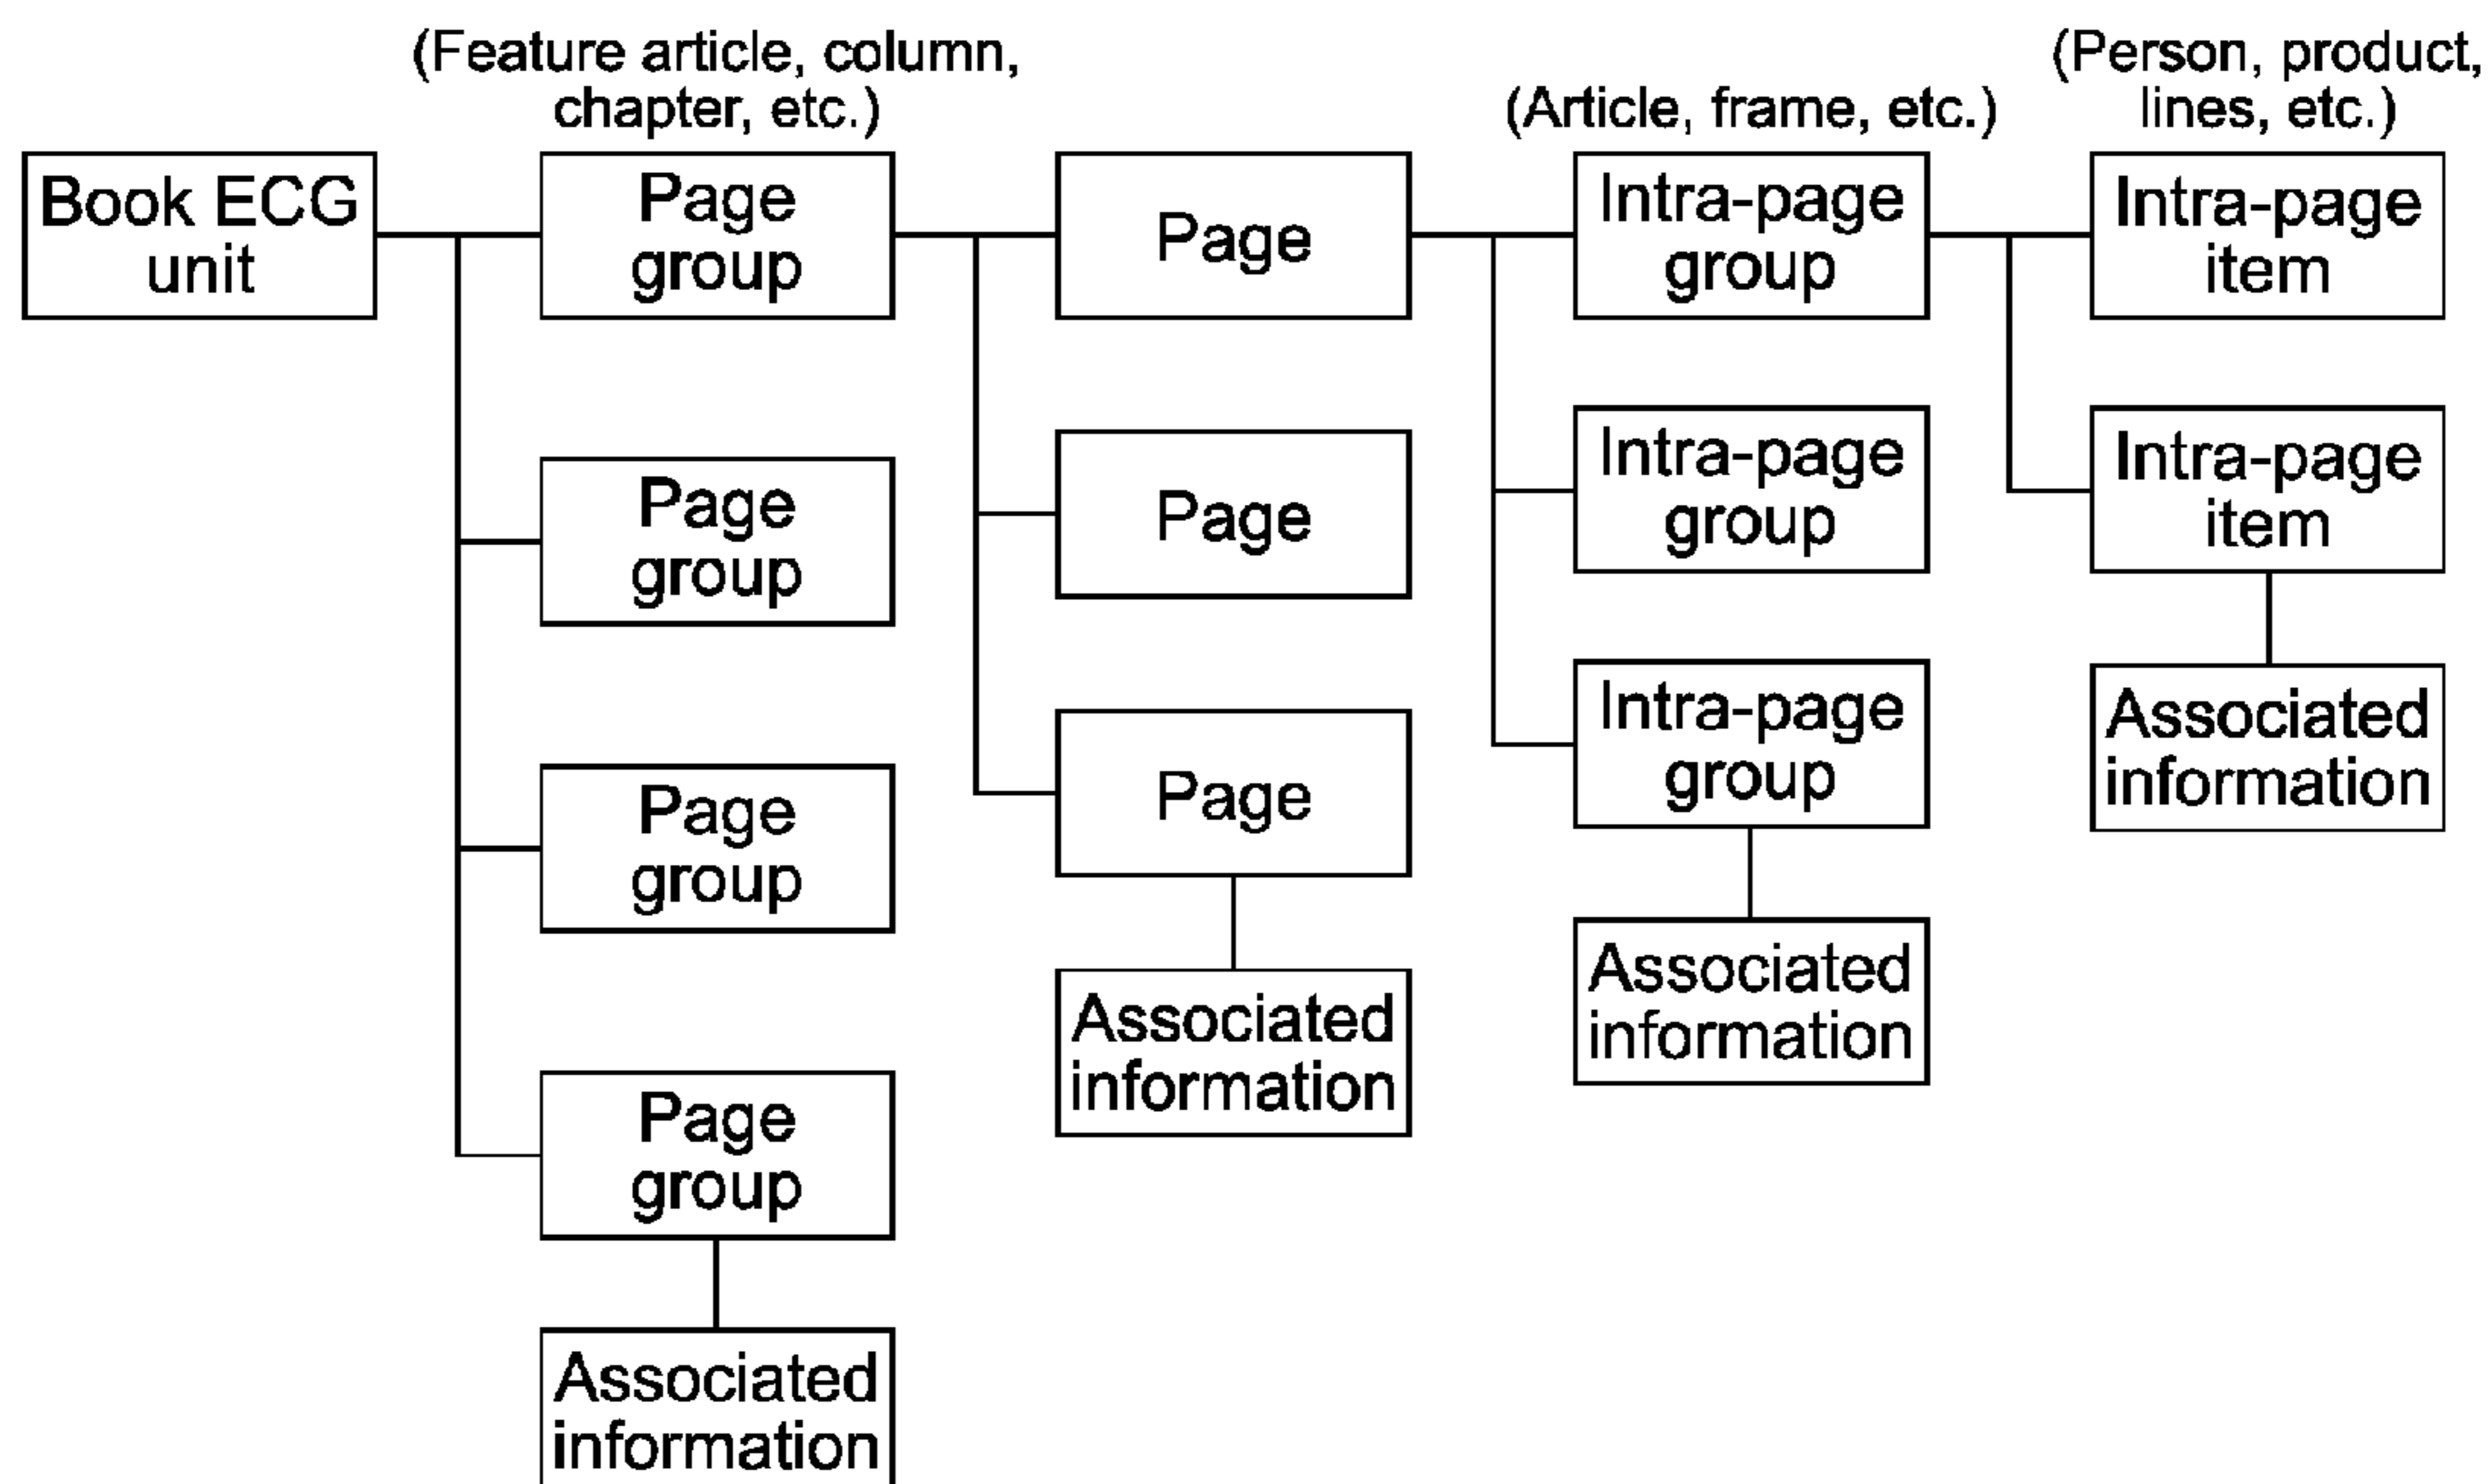 (Feature article, column,
chapter, etc.)
(Article, frame, etc.)
(Person, product,
lines, etc.)
Book ECG
unit
Page
group
Page
Intra-page
group
Intra-page
item
Page
group
Page
Intra-page
group
Intra-page
item
Page
group
Page
Intra-page
group
Associated
information
Page
group
Associated
information
Associated
information
Associated
information